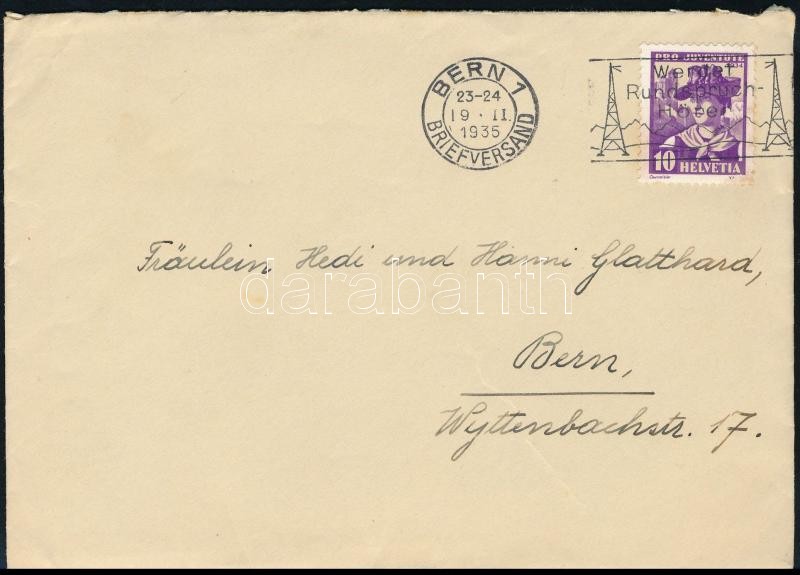 BERN 1
23-24
19 · II.
1935
BRIEFVERSAND
PRO JUVENTUTE
Werdet
Rundspruch-
Hörer
10 HELVETIA
Fräulein Hedi und Hanni Glatthard,
darabanth
Bern,
Wyttenbachstr. 17.